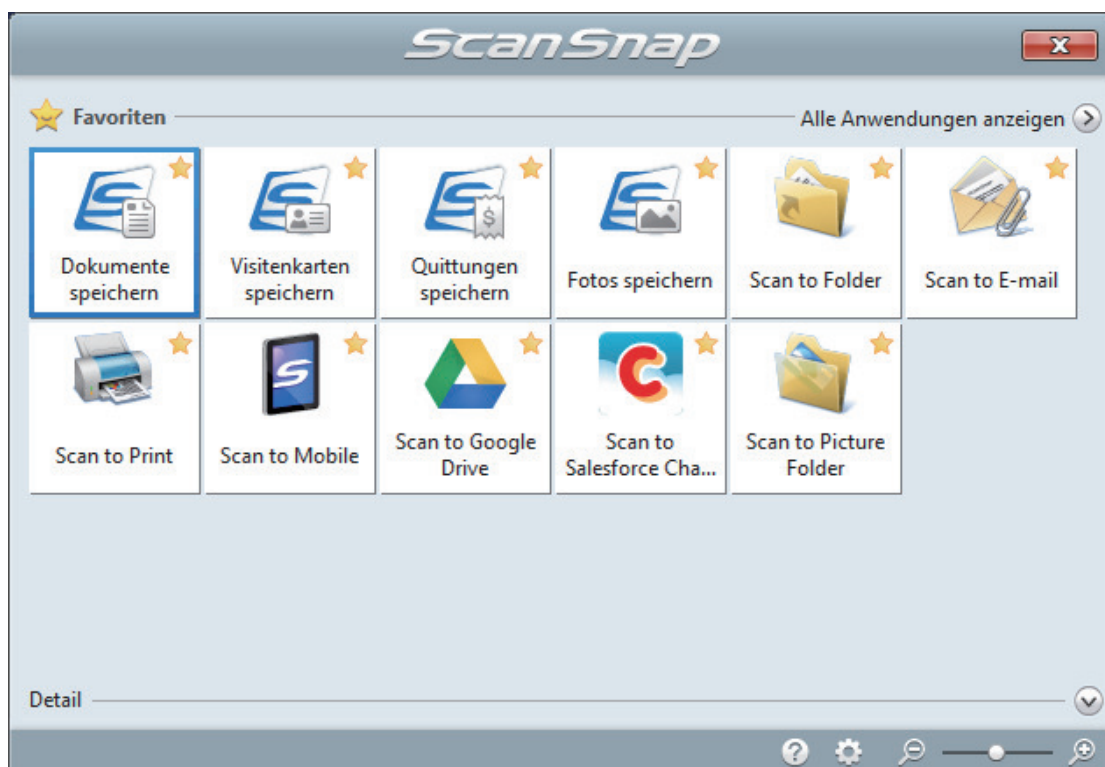 ScanSnap
Favoriten
Alle Anwendungen anzeigen
Dokumente
speichern
Visitenkarten
speichern
Quittungen
speichern
Fotos speichern
Scan to Folder
Scan to E-mail
Scan to Print
Scan to Mobile
Scan to Google
Drive
Scan to
Salesforce Cha...
Scan to Picture
Folder
Detail